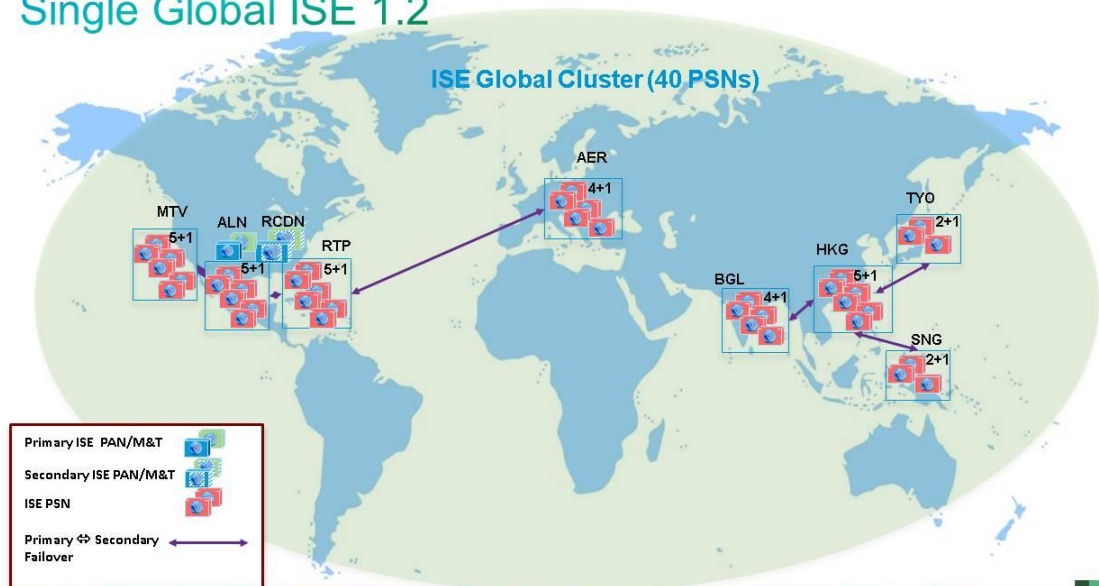 Single Global ISE 1.2
ISE Global Cluster (40 PSNs)
AER
4+1
MTV
5+1
ALN
RCDN
5+1
RTP
5+1
TYO
2+1
HKG
5+1
BGL
4+1
SNG
2+1
Primary ISE PAN/M&T
Secondary ISE PAN/M&T
ISE PSN
Primary ⇔ Secondary
Failover